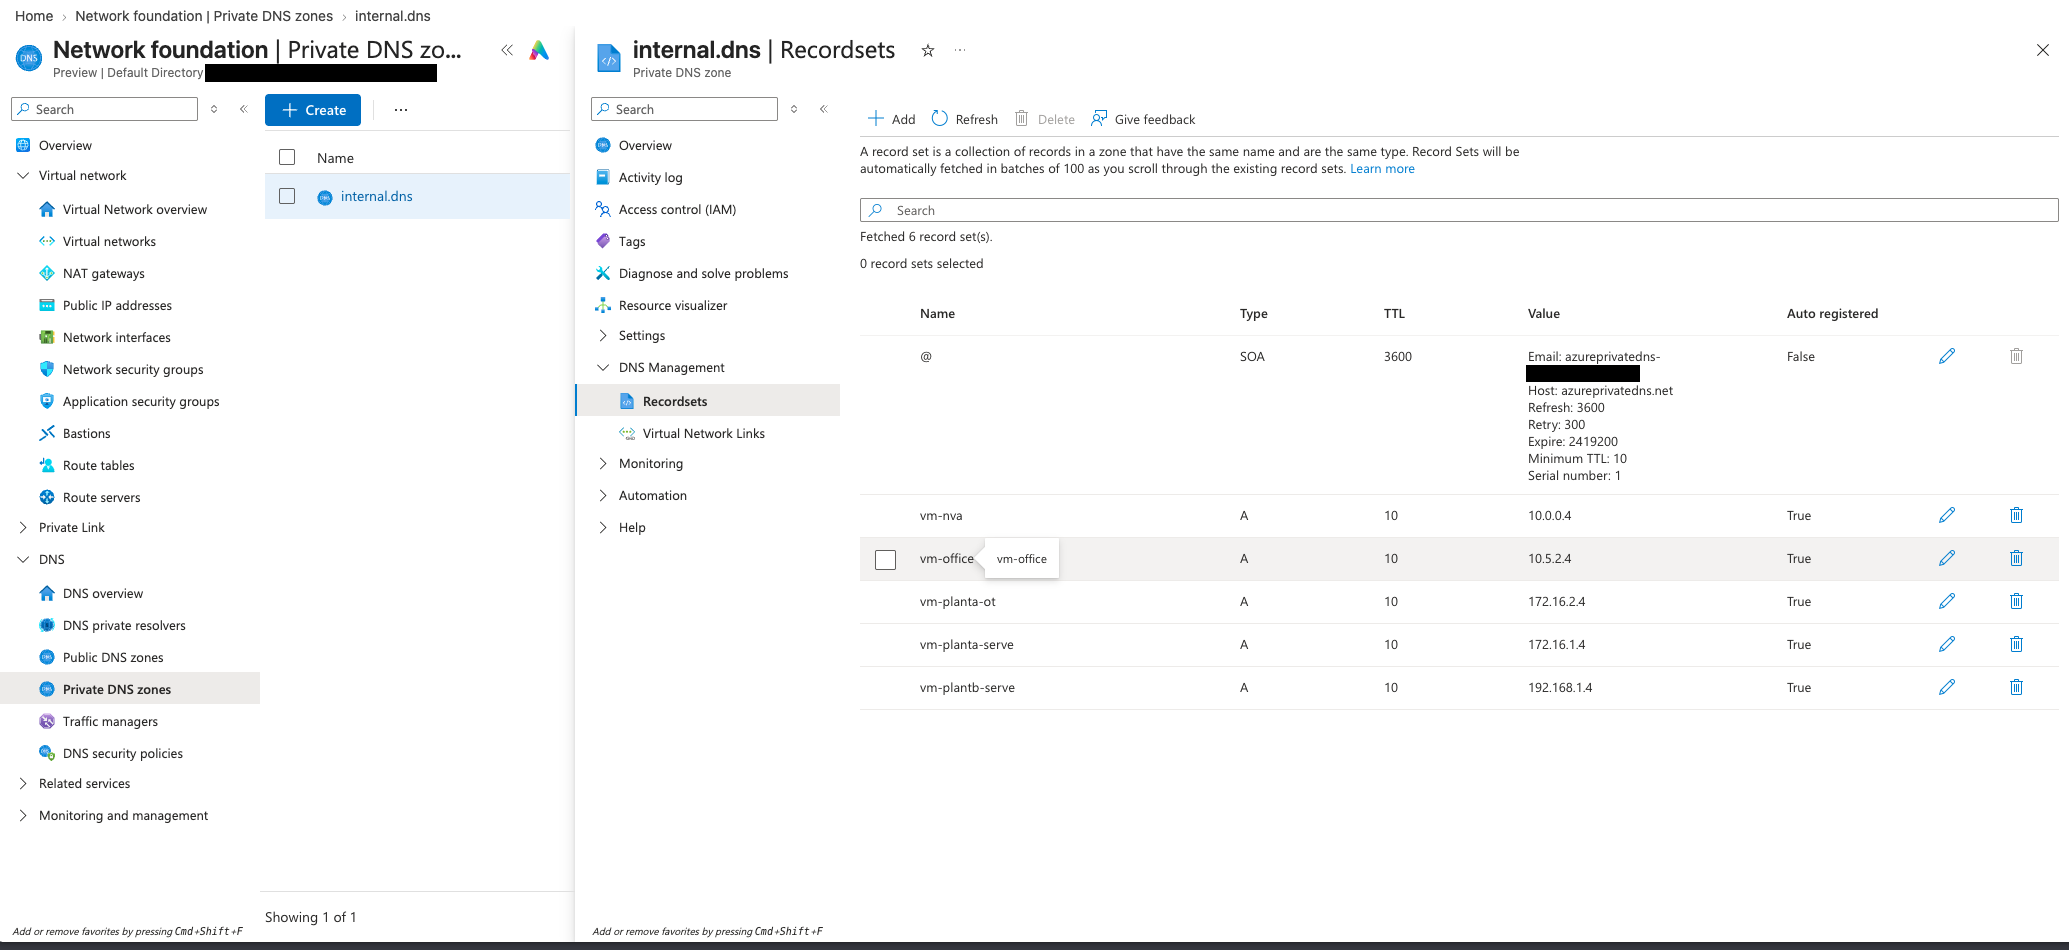 Home › Network foundation | Private DNS zones › internal.dns
Network foundation | Private DNS zo...
Preview | Default Directory
Search
Overview
Virtual network
Virtual Network overview
Virtual networks
NAT gateways
Public IP addresses
Network interfaces
Network security groups
Application security groups
Bastions
Route tables
Route servers
Private Link
DNS
DNS overview
DNS private resolvers
Public DNS zones
Private DNS zones
Traffic managers
DNS security policies
Related services
Monitoring and management
Add or remove favorites by pressing Cmd+Shift+F
Create
Name
internal.dns
Showing 1 of 1
internal.dns | Recordsets
Private DNS zone
Search
Overview
Activity log
Access control (IAM)
Tags
Diagnose and solve problems
Resource visualizer
Settings
DNS Management
Recordsets
Virtual Network Links
Monitoring
Automation
Help
Add or remove favorites by pressing Cmd+Shift+F
Add Refresh Delete Give feedback
A record set is a collection of records in a zone that have the same name and are the same type. Record Sets will be
automatically fetched in batches of 100 as you scroll through the existing record sets. Learn more
Search
Fetched 6 record set(s).
0 record sets selected
Name Type TTL Value Auto registered
@ SOA 3600 Email: azureprivatedns- False
Host: azureprivatedns.net
Refresh: 3600
Retry: 300
Expire: 2419200
Minimum TTL: 10
Serial number: 1
vm-nva A 10 10.0.0.4 True
vm-office vm-office A 10 10.5.2.4 True
vm-planta-ot A 10 172.16.2.4 True
vm-planta-serve A 10 172.16.1.4 True
vm-plantb-serve A 10 192.168.1.4 True